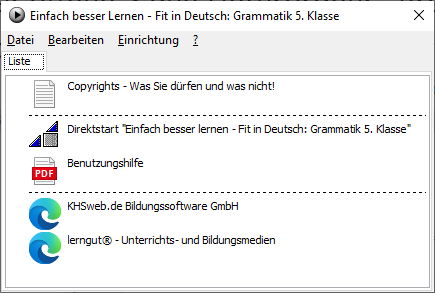 Einfach besser Lernen - Fit in Deutsch: Grammatik 5. Klasse
Datei Bearbeiten Einrichtung ?
Liste
Copyrights - Was Sie dürfen und was nicht!
Direktstart "Einfach besser lernen - Fit in Deutsch: Grammatik 5. Klasse"
PDF
Benutzungshilfe
KHSweb.de Bildungssoftware GmbH
lerngut® - Unterrichts- und Bildungsmedien